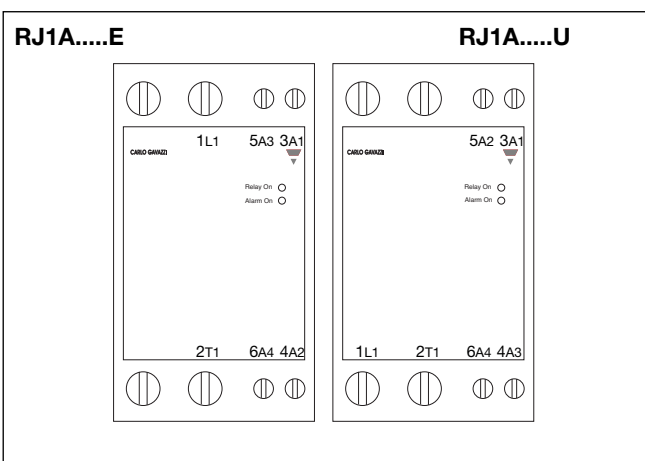 RJ1A.....E RJ1A.....U
1L1 5A3 3A1 5A2 3A1
CARLO GAVAZZI CARLO GAVAZZI
Relay On Relay On
Alarm On Alarm On
2T1 6A4 4A2 1L1 2T1 6A4 4A3